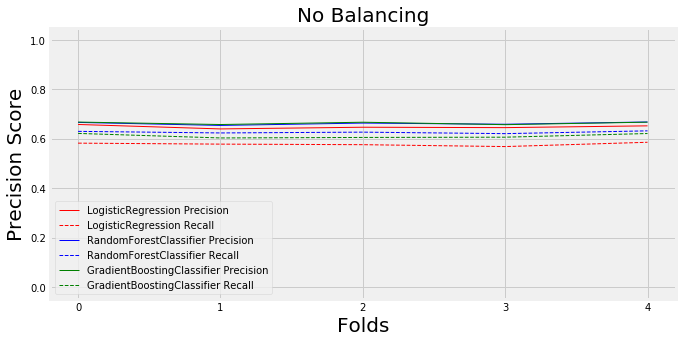 No Balancing
Precision Score
1.0
0.8
0.6
0.4
0.2
0.0
LogisticRegression Precision
LogisticRegression Recall
RandomForestClassifier Precision
RandomForestClassifier Recall
GradientBoostingClassifier Precision
GradientBoostingClassifier Recall
0 1 2 3 4
Folds